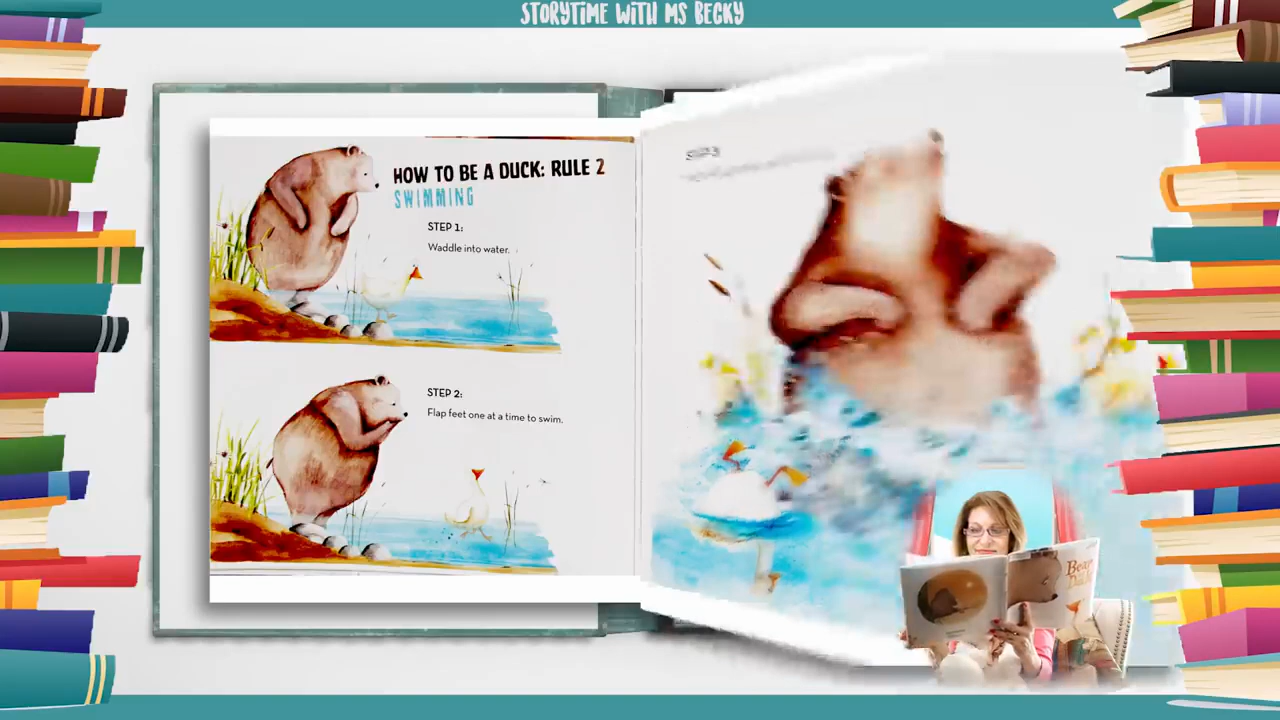 STORYTIME WITH MS BECKY
HOW TO BE A DUCK: RULE 2
SWIMMING
STEP 1:
Waddle into water.
STEP 2:
Flap feet one at a time to swim.
Bear